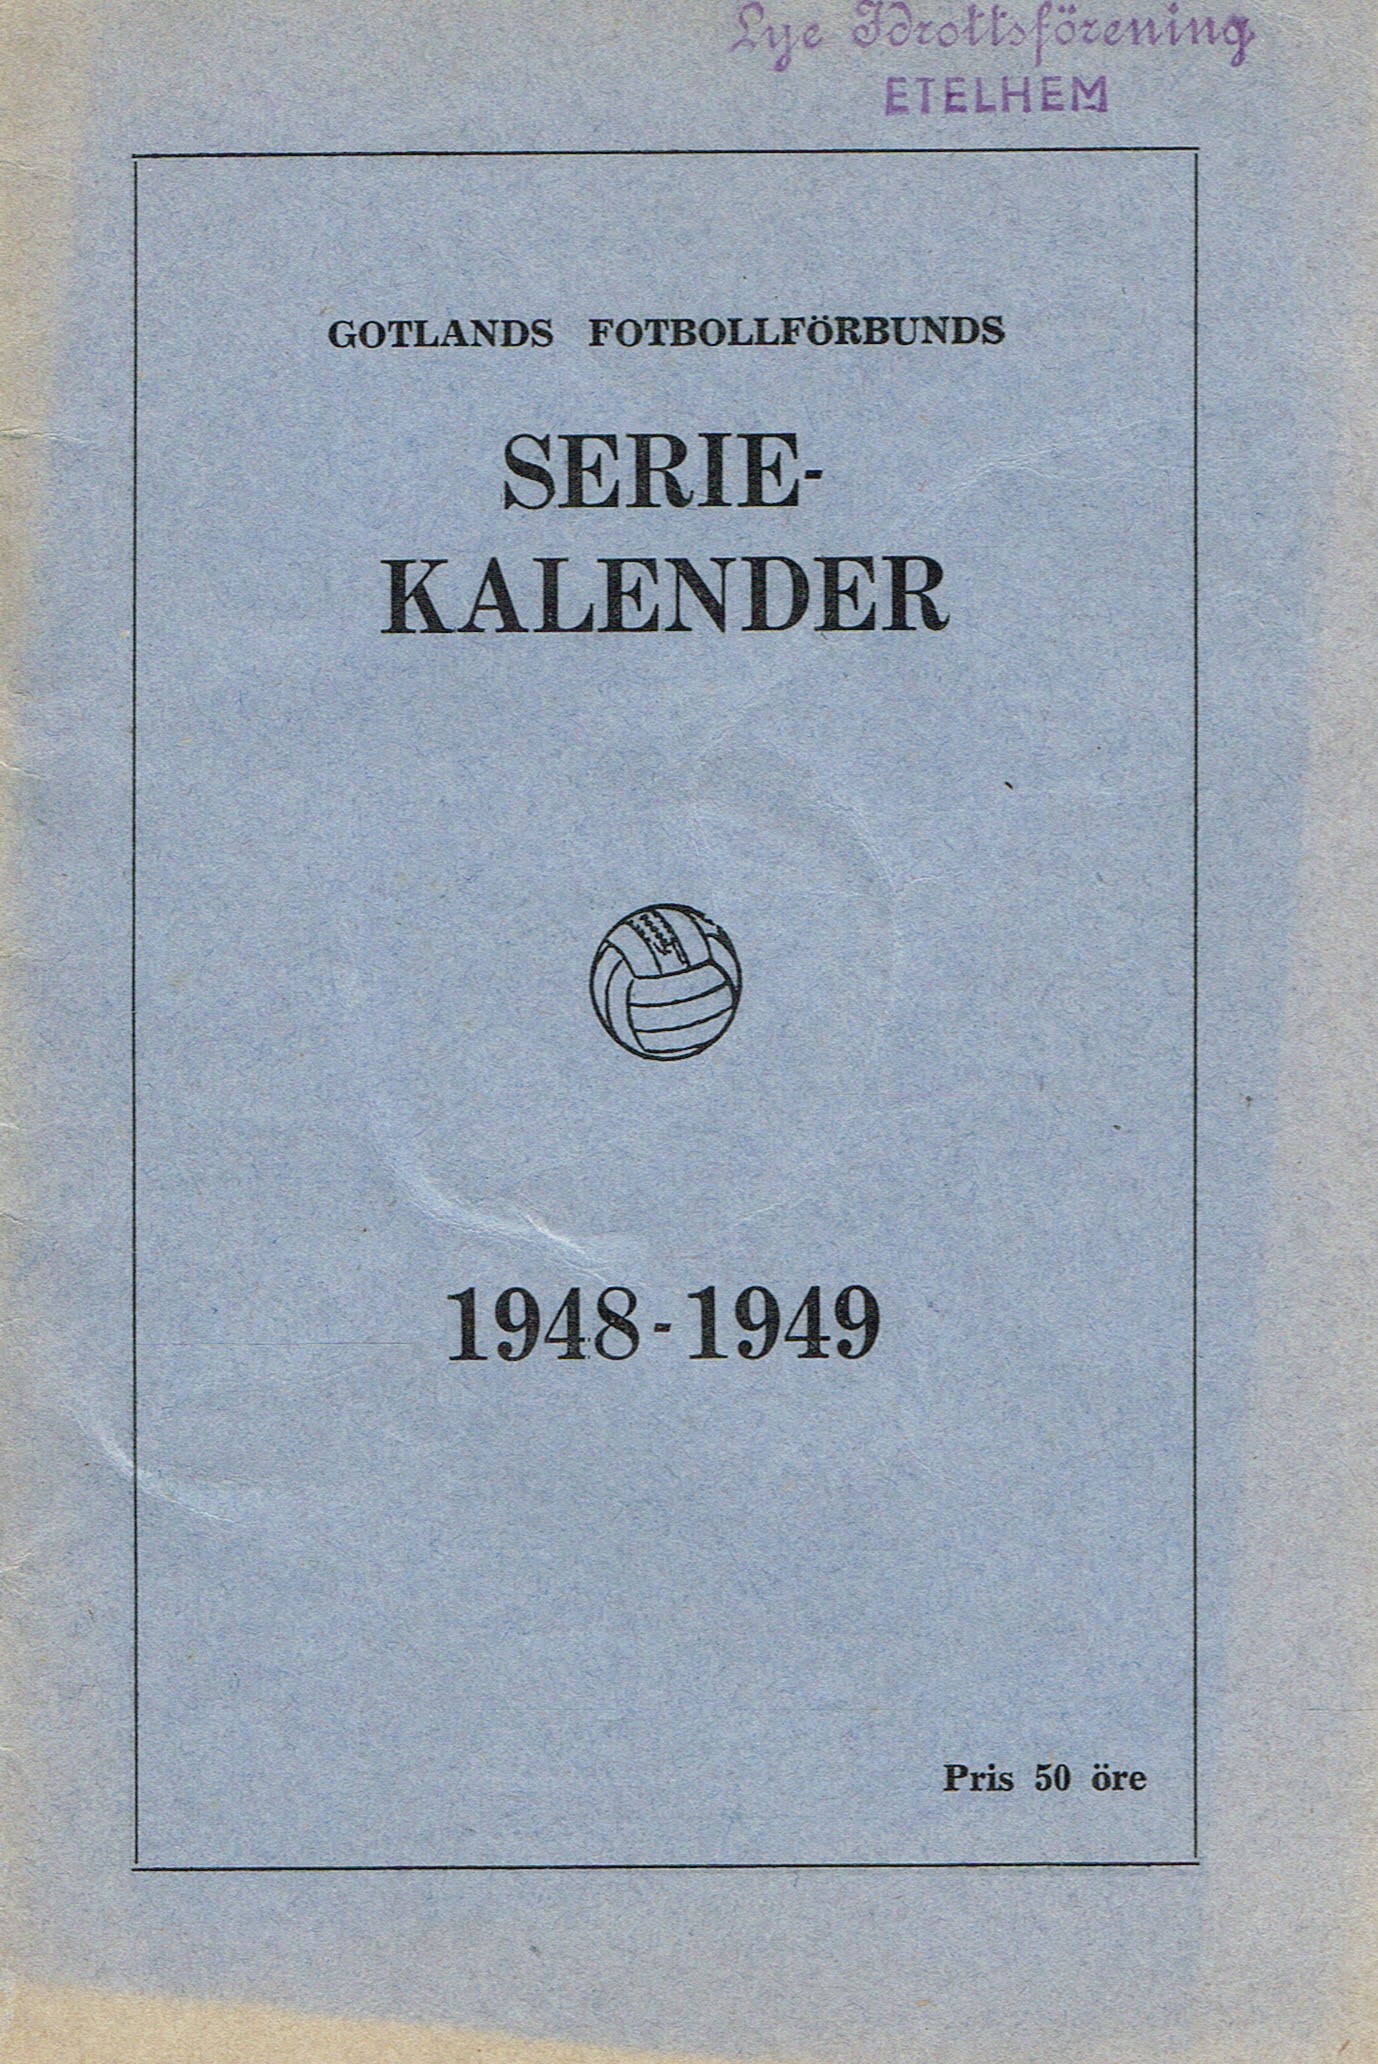 Lye Idrottsförening
ETELHEM
GOTLANDS FOTBOLLFÖRBUNDS
SERIE-
KALENDER
1948-1949
Pris 50 öre